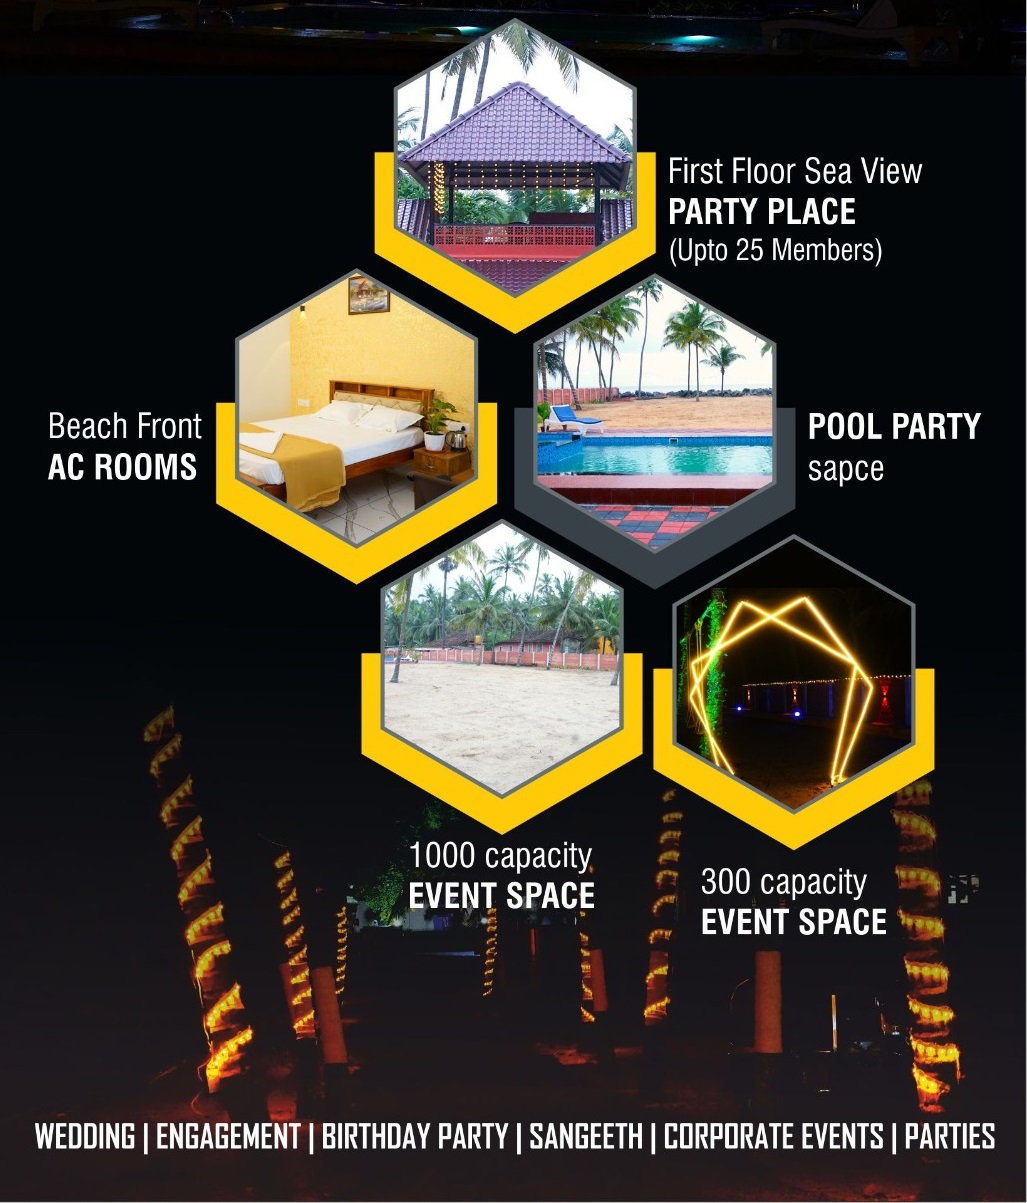 First Floor Sea View
PARTY PLACE
(Upto 25 Members)
Beach Front
AC ROOMS
POOL PARTY
sapce
1000 capacity
EVENT SPACE
300 capacity
EVENT SPACE
WEDDING | ENGAGEMENT | BIRTHDAY PARTY | SANGEETH | CORPORATE EVENTS | PARTIES